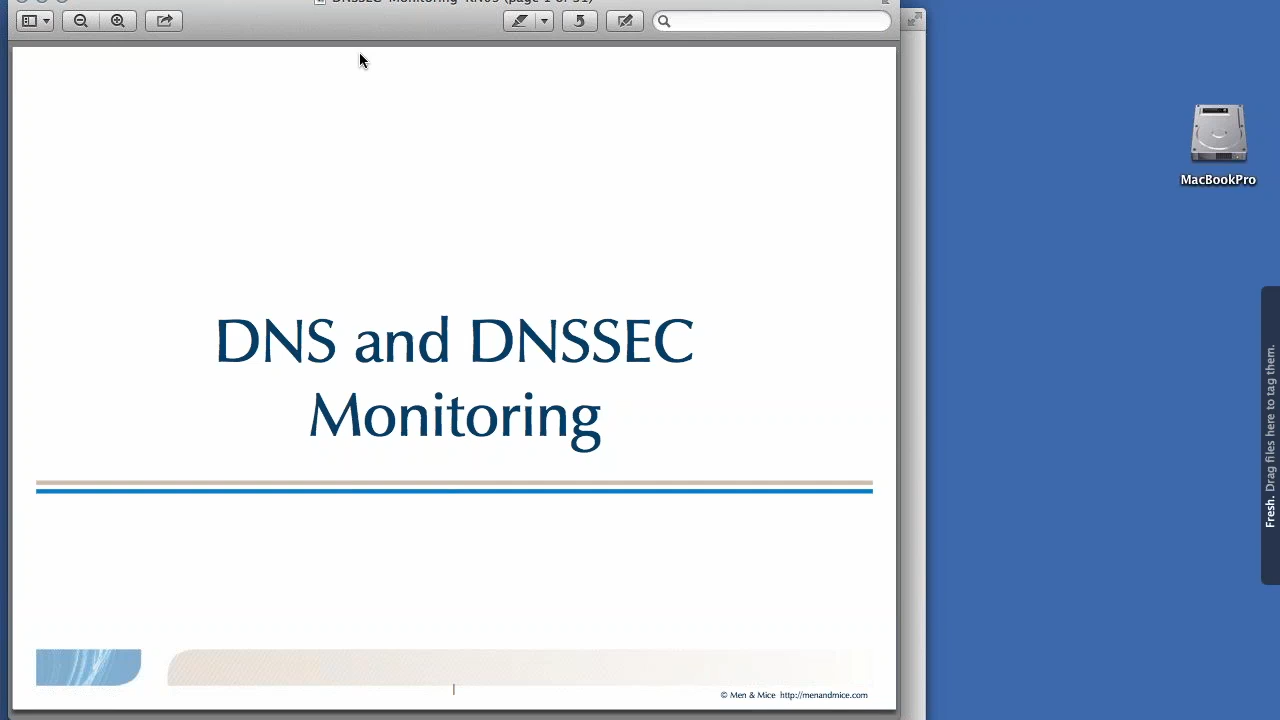 DNS and DNSSEC
Monitoring
© Men & Mice http://menandmice.com
MacBookPro
Fresh. Drag files here to tag them.